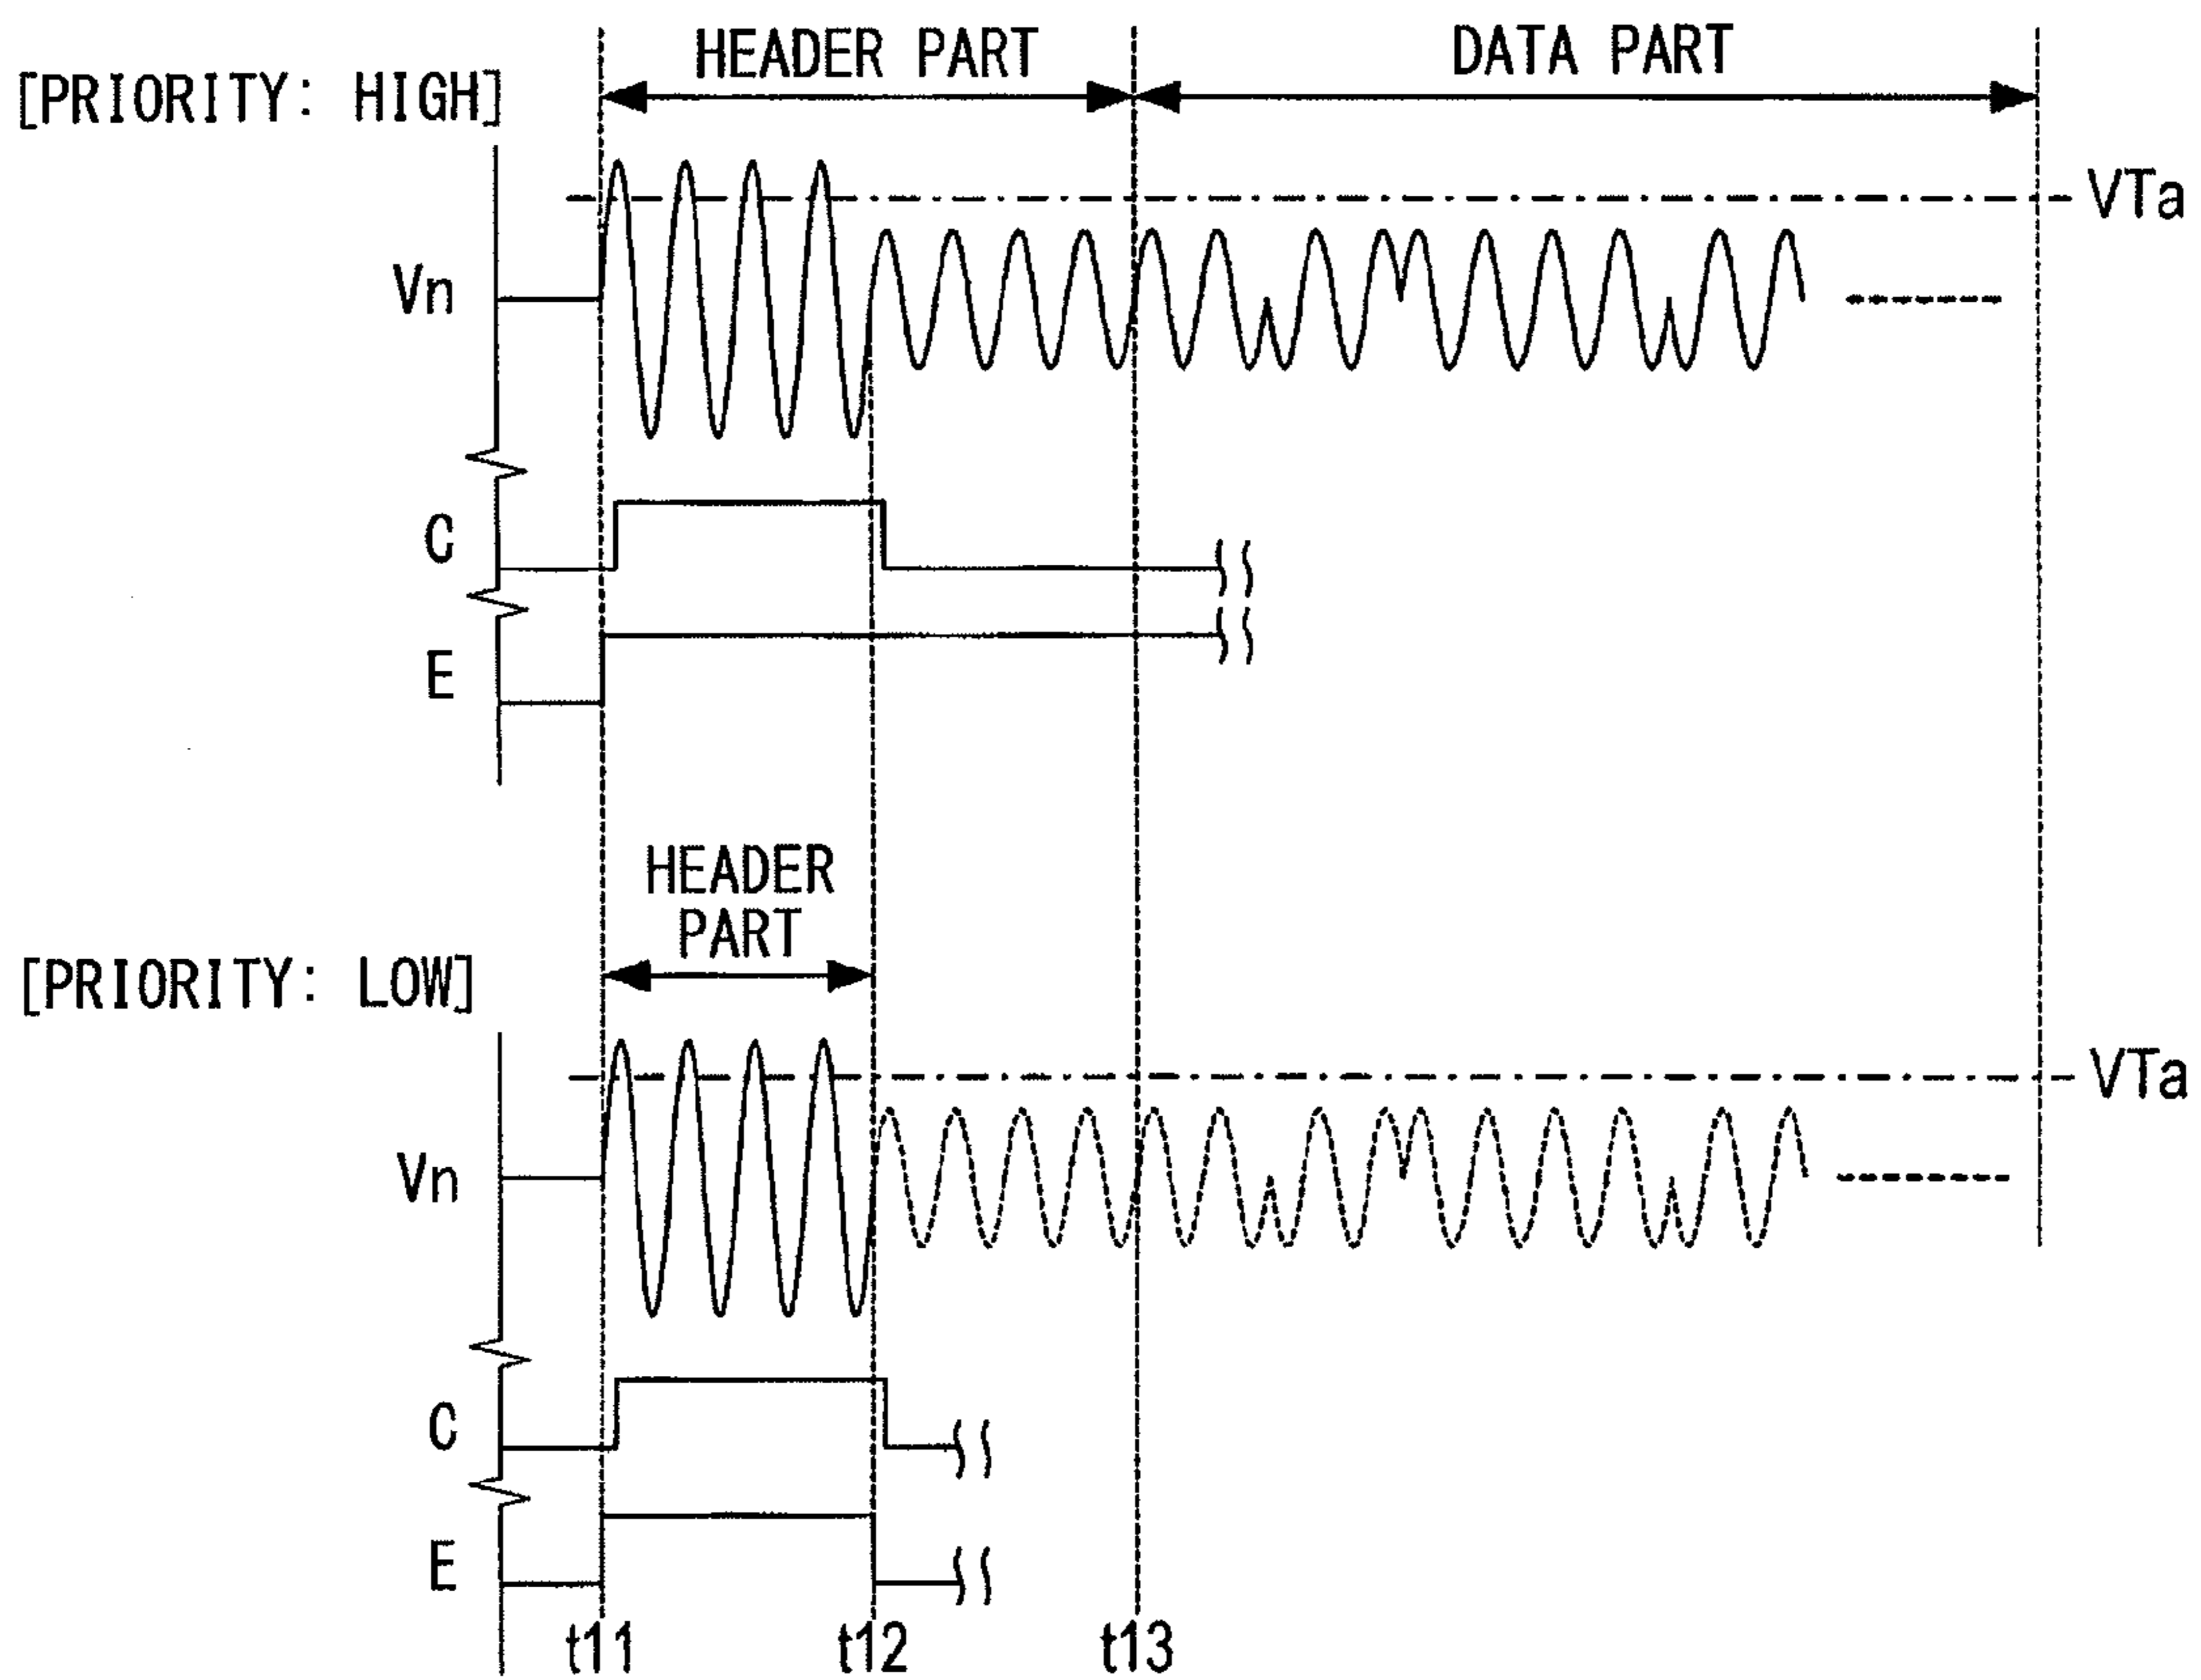 HEADER PART
DATA PART
[PRIORITY: HIGH]
VTa
Vn
C
E
HEADER
PART
[PRIORITY: LOW]
VTa
Vn
C
E
t11 t12 t13